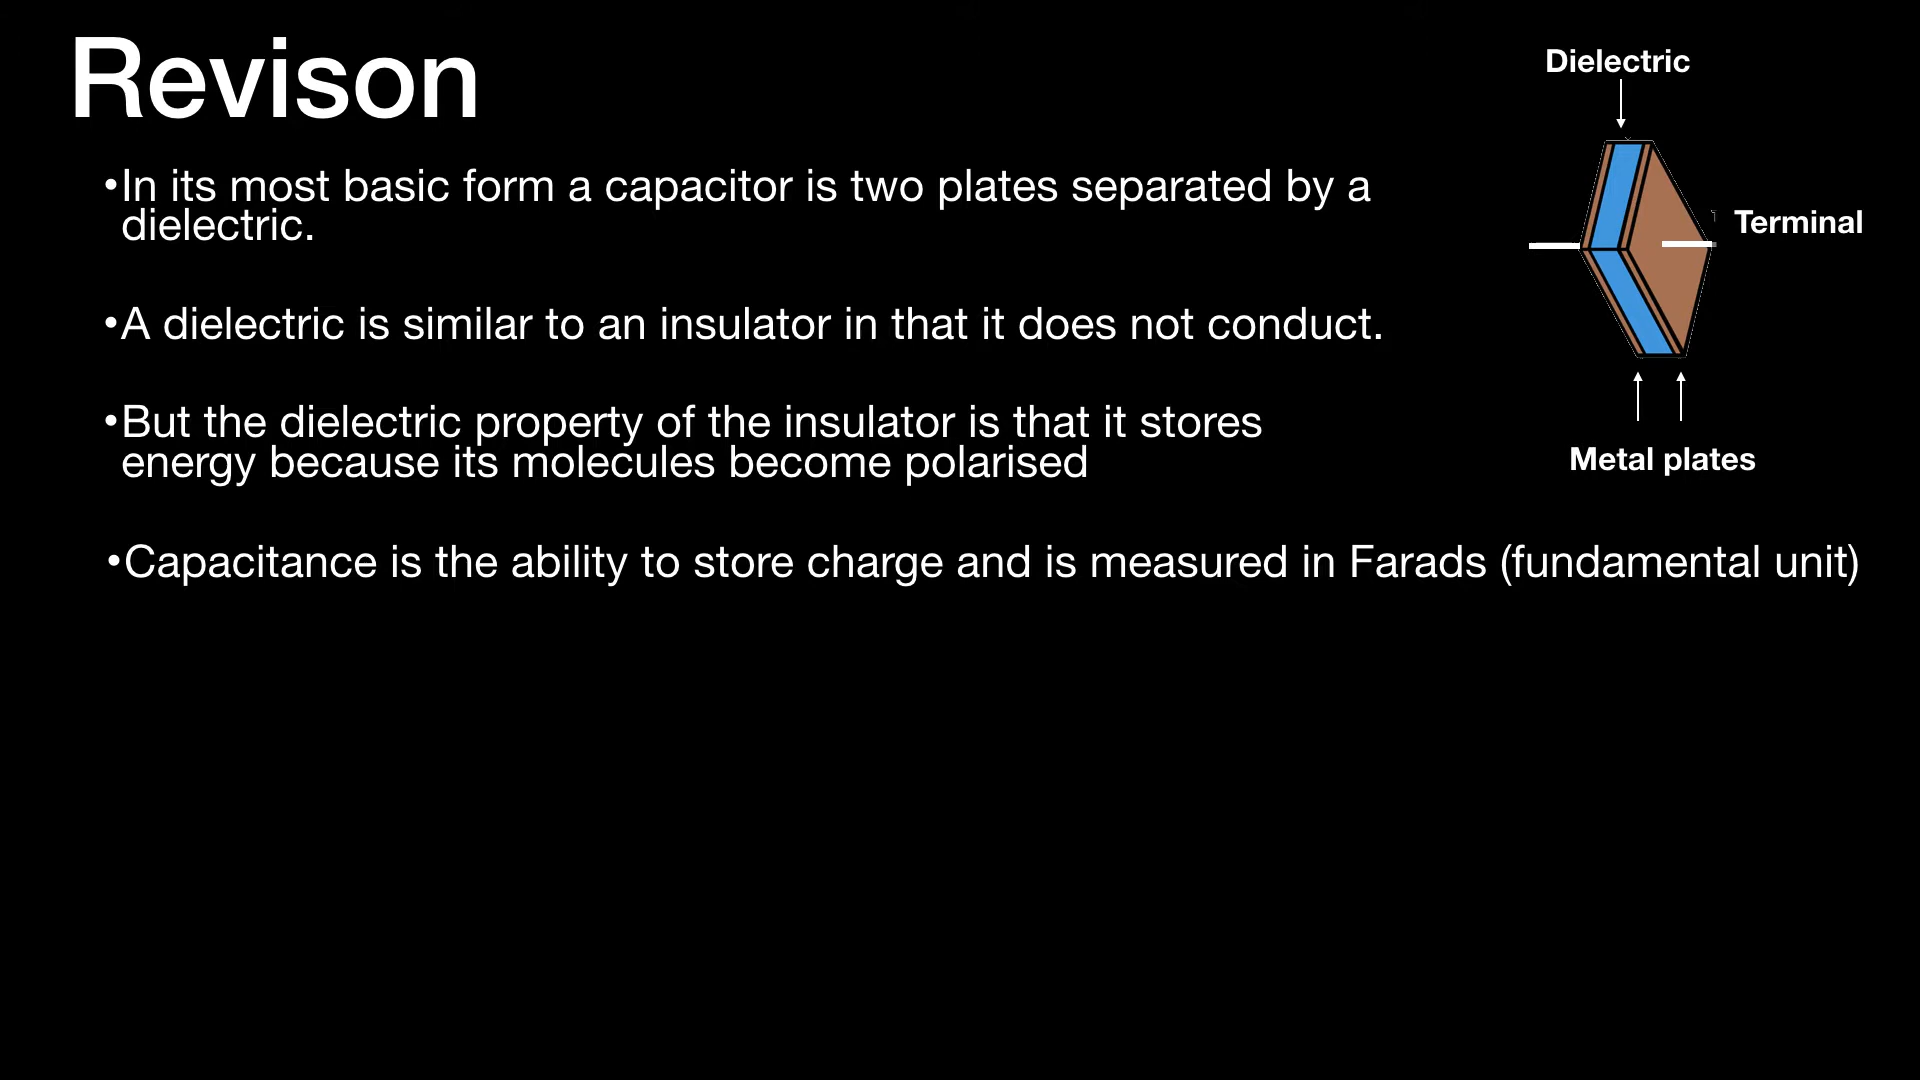 Revison
•In its most basic form a capacitor is two plates separated by a
dielectric.
•A dielectric is similar to an insulator in that it does not conduct.
•But the dielectric property of the insulator is that it stores
energy because its molecules become polarised
•Capacitance is the ability to store charge and is measured in Farads (fundamental unit)
Dielectric
Terminal
Metal plates